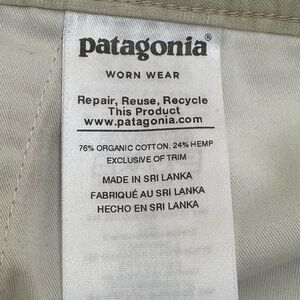 patagonia®
WORN WEAR
Repair, Reuse, Recycle
This Product
www.patagonia.com
76% ORGANIC COTTON, 24% HEMP
EXCLUSIVE OF TRIM
MADE IN SRI LANKA
FABRIQUÉ AU SRI LANKA
HECHO EN SRI LANKA